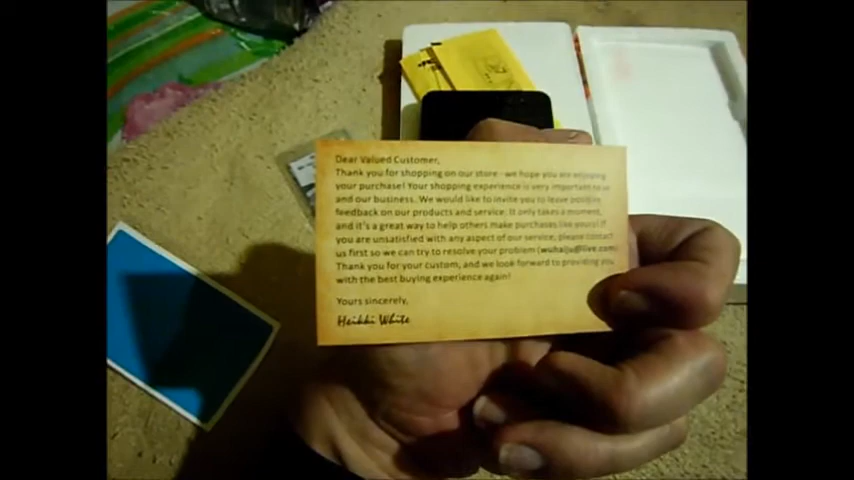 Dear Valued Customer,
Thank you for shopping on our store - we hope you are enjoying
your purchase! Your shopping experience is very important to us
and our business. We would like to invite you to leave positive
feedback on our products and service. It only takes a moment,
and it's a great way to help others make purchases like yours! If
you are unsatisfied with any aspect of our service, please contact
us first so we can try to resolve your problem (wuhaiju@live.com)
Thank you for your custom, and we look forward to providing you
with the best buying experience again!
Yours sincerely,
Heikki White